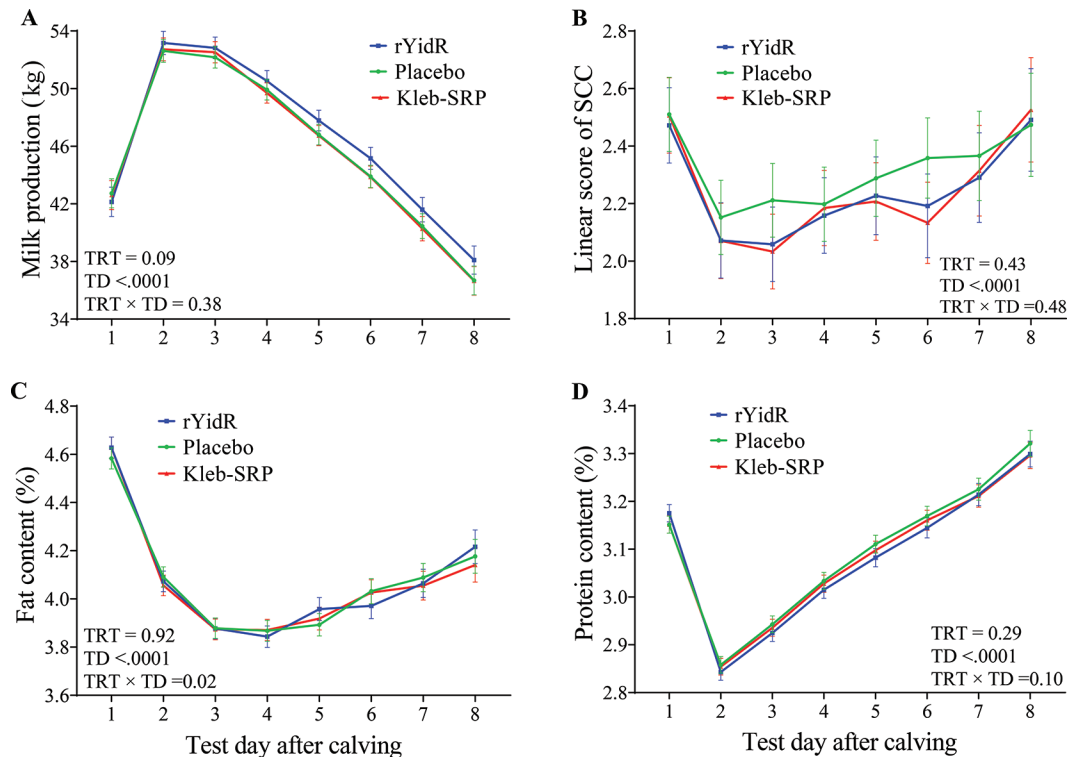 A
54
50
46
42
38
34
Milk production (kg)
rYidR
Placebo
Kleb-SRP
TRT = 0.09
TD <.0001
TRT × TD = 0.38
1 2 3 4 5 6 7 8
B
2.8
2.6
2.4
2.2
2.0
1.8
Linear score of SCC
rYidR
Placebo
Kleb-SRP
TRT = 0.43
TD <.0001
TRT × TD =0.48
1 2 3 4 5 6 7 8
C
4.8
4.6
4.4
4.2
4.0
3.8
3.6
Fat content (%)
rYidR
Placebo
Kleb-SRP
TRT = 0.92
TD <.0001
TRT × TD =0.02
1 2 3 4 5 6 7 8
Test day after calving
D
3.4
3.3
3.2
3.1
3.0
2.9
2.8
Protein content (%)
rYidR
Placebo
Kleb-SRP
TRT = 0.29
TD <.0001
TRT × TD = 0.10
1 2 3 4 5 6 7 8
Test day after calving